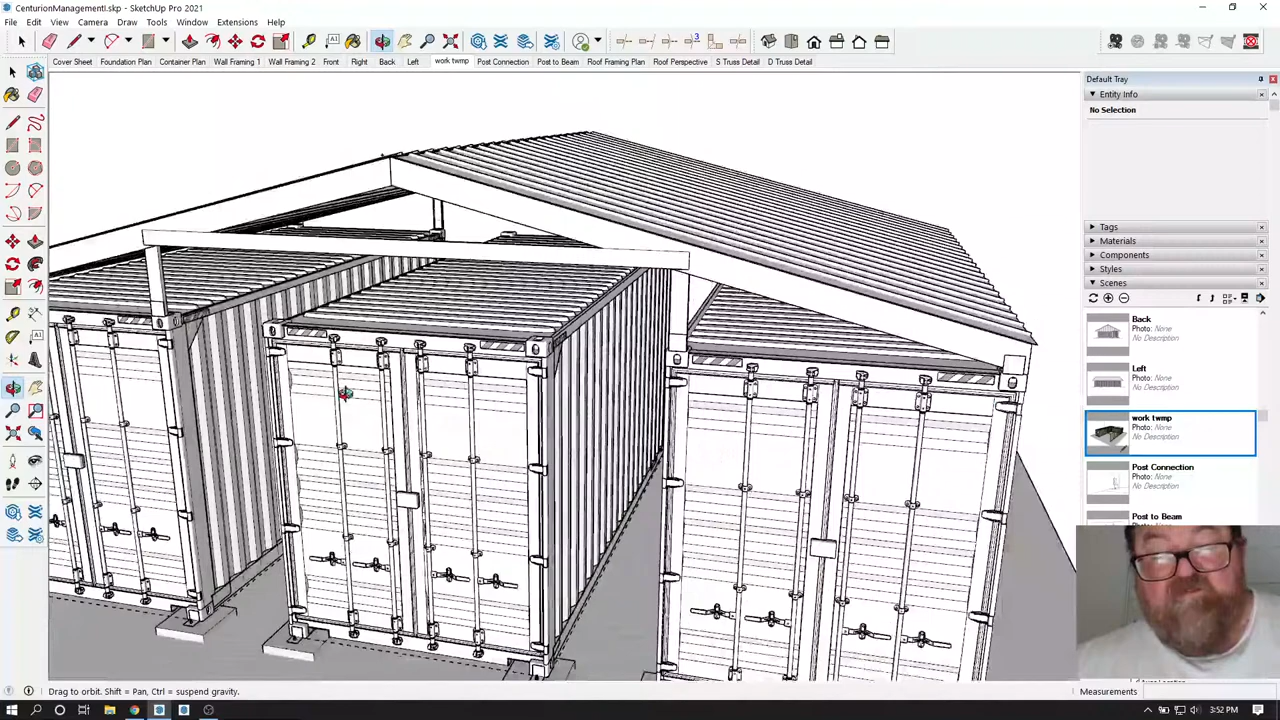 CenturionManagementI.skp - SketchUp Pro 2021
File Edit View Camera Draw Tools Window Extensions Help
Cover Sheet Foundation Plan Container Plan Wall Framing 1 Wall Framing 2 Front Right Back Left work twmp Post Connection Post to Beam Roof Framing Plan Roof Perspective S Truss Detail D Truss Detail
Default Tray
Entity Info
No Selection
Tags
Materials
Components
Styles
Scenes
Back
Photo: None
No Description
Left
Photo: None
No Description
work twmp
Photo: None
No Description
Post Connection
Photo: None
No Description
Post to Beam
Drag to orbit. Shift = Pan, Ctrl = suspend gravity.
Measurements
3:52 PM